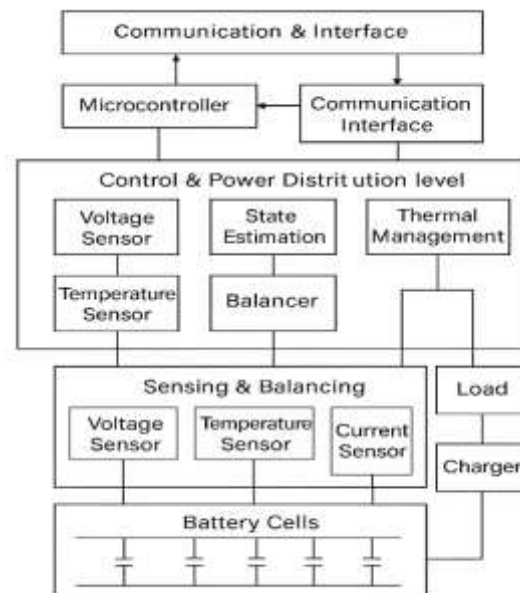 Communication & Interface
Microcontroller
Communication
Interface
Control & Power Distrit ution level
Voltage
Sensor
State
Estimation
Thermal
Management
Temperature
Sensor
Balancer
Sensing & Balancing
Load
Voltage
Sensor
Temperature
Sensor
Current
Sensor
Charger
Battery Cells